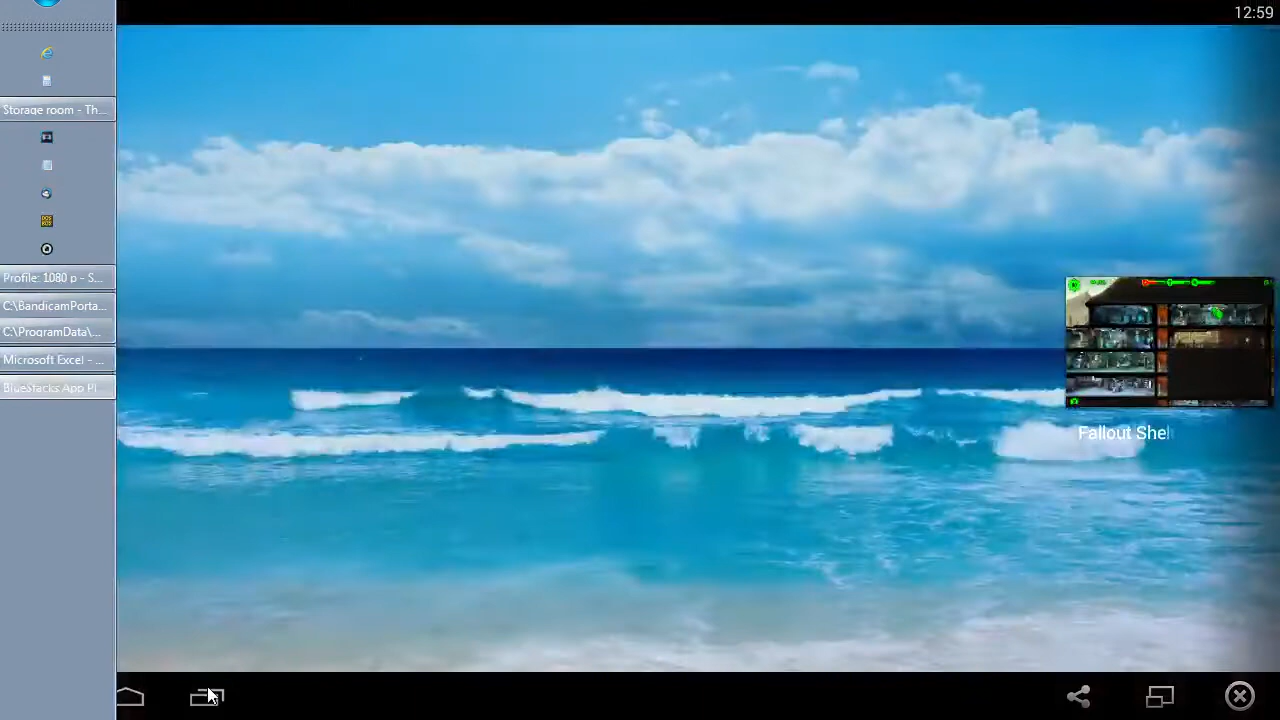 12:59
Storage room - Th...
Profile: 1080 p - S...
C:\BandicamPorta...
C:\ProgramData\...
Microsoft Excel - ...
BlueStacks App Pl
Fallout Shel